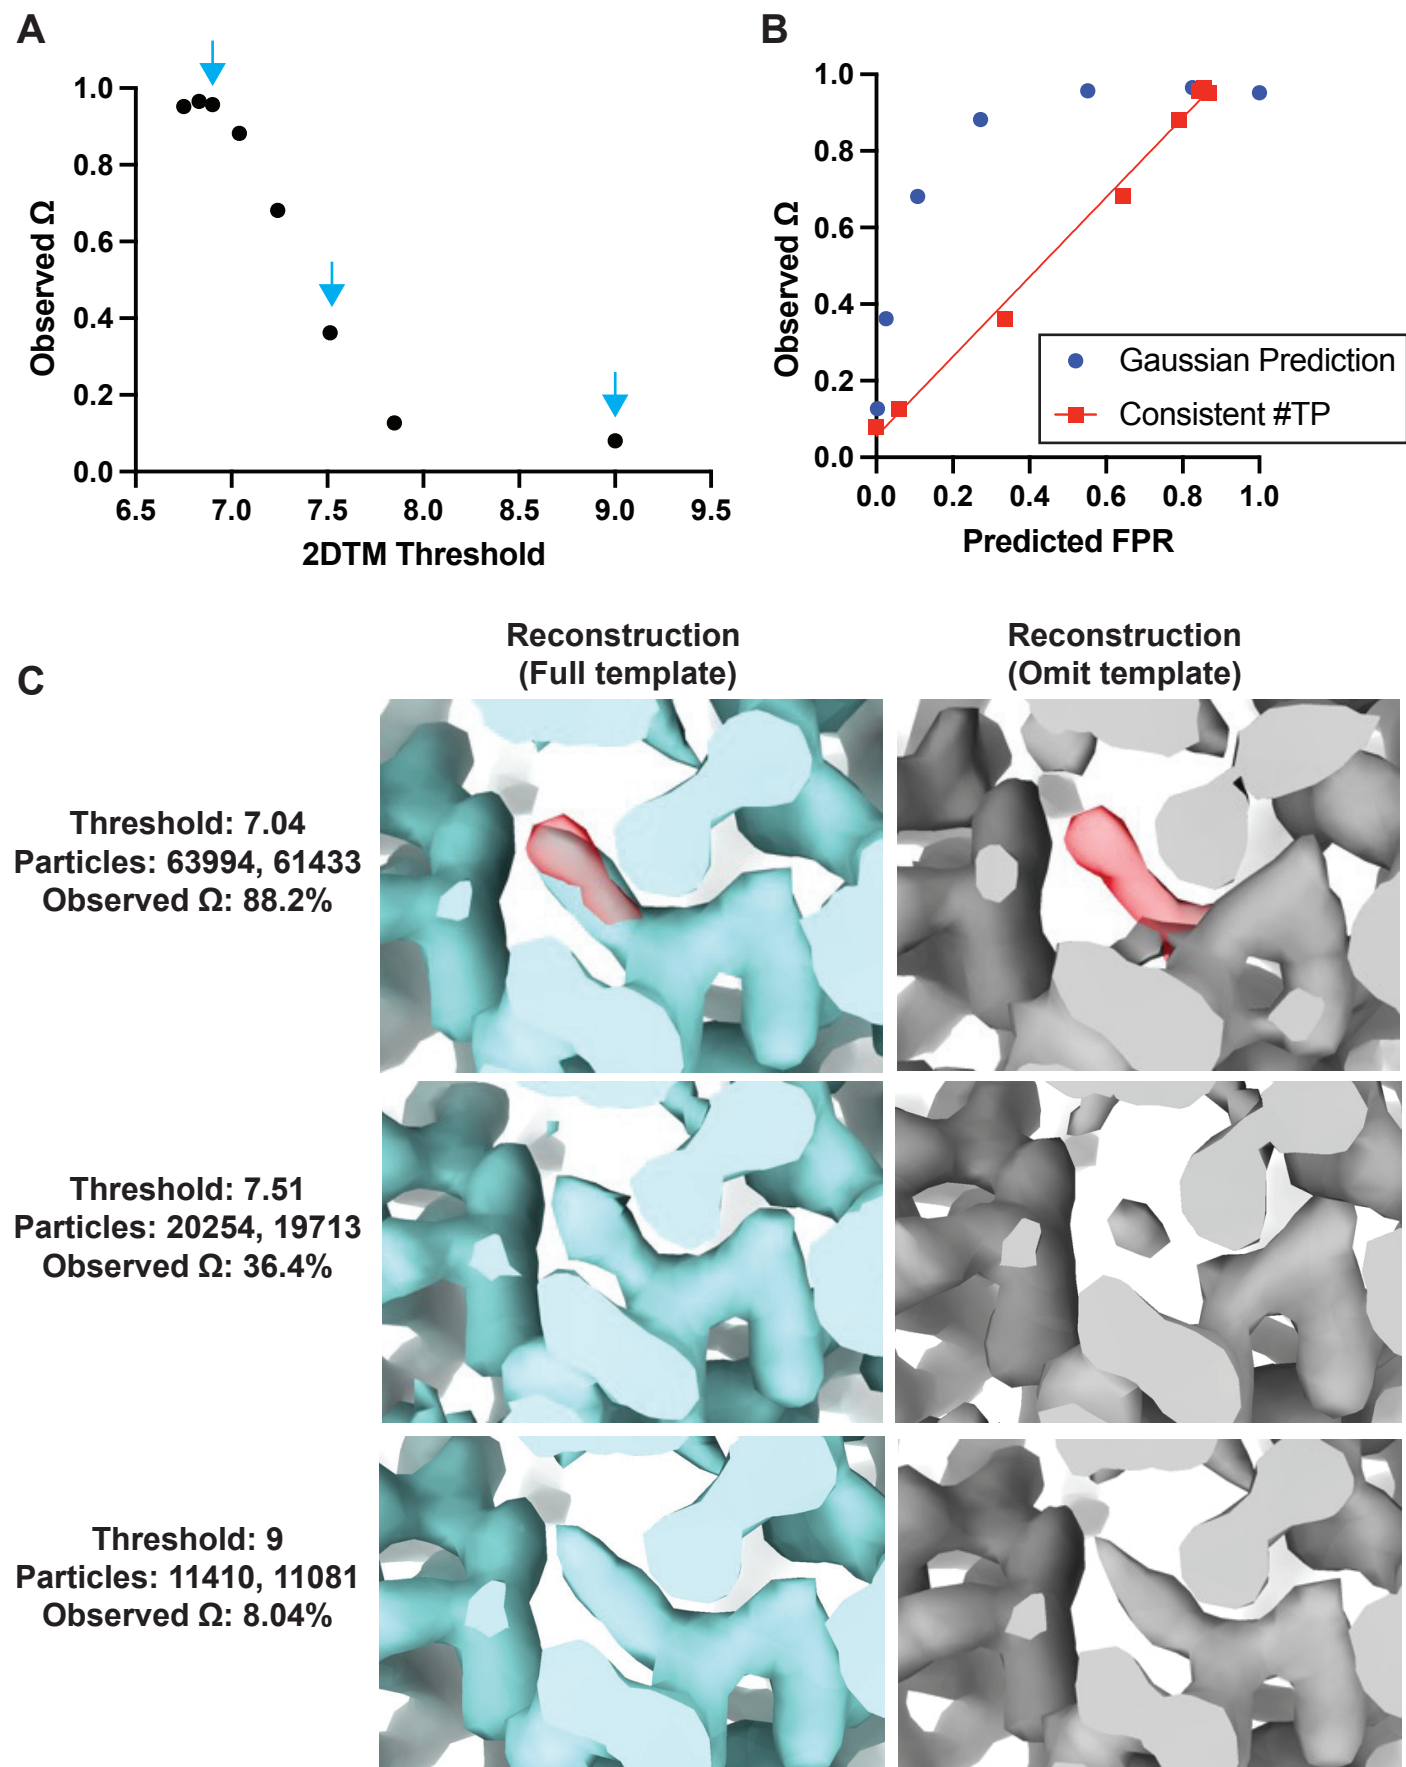 A
1.0
0.8
0.6
0.4
0.2
0.0
Observed Ω
6.5 7.0 7.5 8.0 8.5 9.0 9.5
2DTM Threshold
B
1.0
0.8
0.6
0.4
0.2
0.0
Observed Ω
Gaussian Prediction
Consistent #TP
0.0 0.2 0.4 0.6 0.8 1.0
Predicted FPR
C
Reconstruction
(Full template)
Reconstruction
(Omit template)
Threshold: 7.04
Particles: 63994, 61433
Observed Ω: 88.2%
Threshold: 7.51
Particles: 20254, 19713
Observed Ω: 36.4%
Threshold: 9
Particles: 11410, 11081
Observed Ω: 8.04%